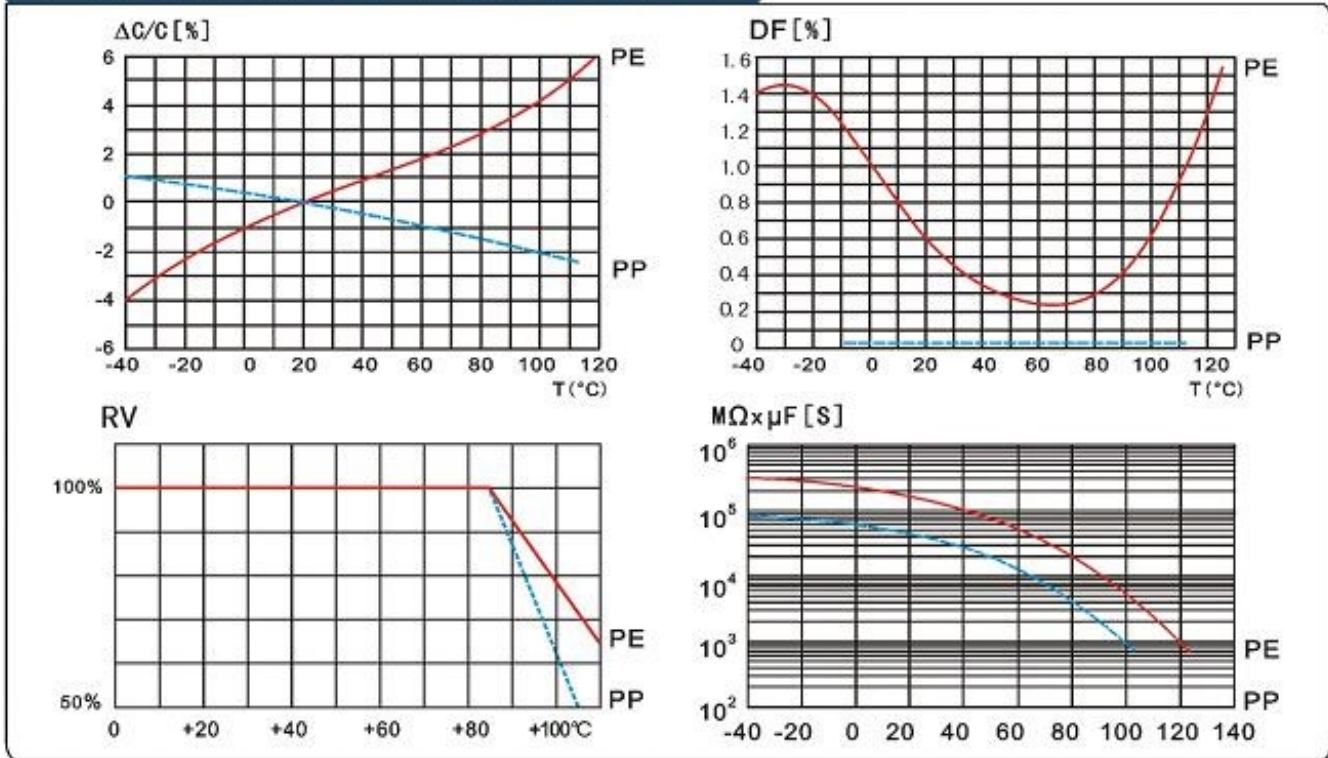 ΔC/C[%]
6
4
2
0
-2
-4
-6
-40 -20 0 20 40 60 80 100 120
T(°C)
PE
PP
DF[%]
1.6
1.4
1.2
1.0
0.8
0.6
0.4
0.2
0
-40 -20 0 20 40 60 80 100 120
T(°C)
PE
PP
RV
100%
50%
0 +20 +40 +60 +80 +100℃
PE
PP
MΩxμF[S]
10⁶
10⁵
10⁴
10³
10²
-40 -20 0 20 40 60 80 100 120 140
PE
PP